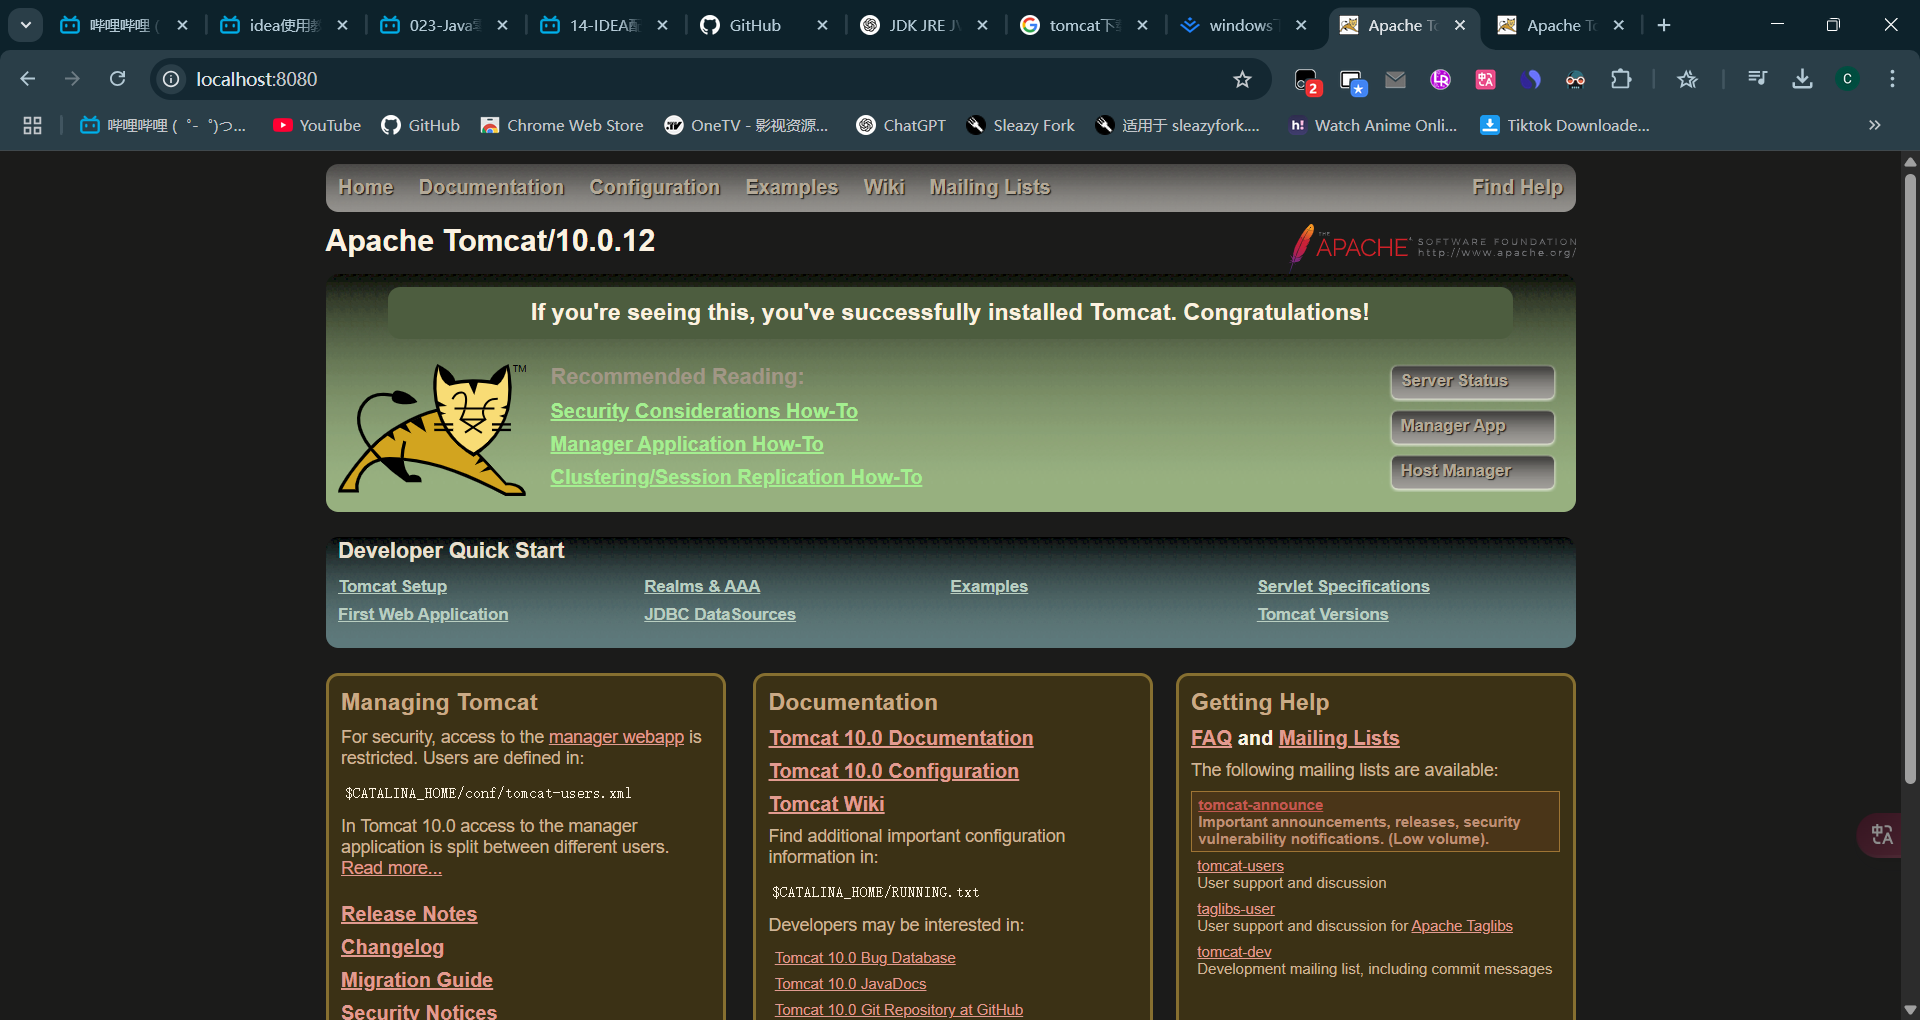 哔哩哔哩 (
idea使用
023-Java
14-IDEA配
GitHub
JDK JRE J
tomcat下
windows
Apache To
Apache To
localhost:8080
2
C
哔哩哔哩 ( ゜- ゜)つ...
YouTube
GitHub
Chrome Web Store
OneTV - 影视资源...
ChatGPT
Sleazy Fork
适用于 sleazyfork....
h!
Watch Anime Onli...
Tiktok Downloade...
Home
Documentation
Configuration
Examples
Wiki
Mailing Lists
Find Help
Apache Tomcat/10.0.12
THE
APACHE
SOFTWARE FOUNDATION
http://www.apache.org/
If you're seeing this, you've successfully installed Tomcat. Congratulations!
TM
Recommended Reading:
Security Considerations How-To
Manager Application How-To
Clustering/Session Replication How-To
Server Status
Manager App
Host Manager
Developer Quick Start
Tomcat Setup
First Web Application
Realms & AAA
JDBC DataSources
Examples
Servlet Specifications
Tomcat Versions
Managing Tomcat
For security, access to the manager webapp is
restricted. Users are defined in:
$CATALINA_HOME/conf/tomcat-users.xml
In Tomcat 10.0 access to the manager
application is split between different users.
Read more...
Release Notes
Changelog
Migration Guide
Security Notices
Documentation
Tomcat 10.0 Documentation
Tomcat 10.0 Configuration
Tomcat Wiki
Find additional important configuration
information in:
$CATALINA_HOME/RUNNING.txt
Developers may be interested in:
Tomcat 10.0 Bug Database
Tomcat 10.0 JavaDocs
Tomcat 10.0 Git Repository at GitHub
Getting Help
FAQ and Mailing Lists
The following mailing lists are available:
tomcat-announce
Important announcements, releases, security
vulnerability notifications. (Low volume).
tomcat-users
User support and discussion
taglibs-user
User support and discussion for Apache Taglibs
tomcat-dev
Development mailing list, including commit messages